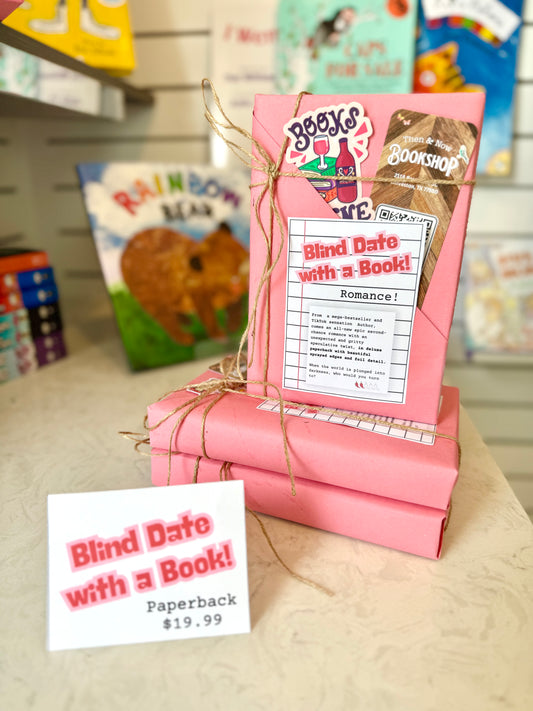 CAPS FOR SALE
RAINBOW
BEAR
BOOKS
Then & Now
BOOKSHOP
Blind Date
with a Book!
Romance!
From a mega-bestseller and
TikTok sensation Author,
comes an all-new epic second-
chance romance with an
unexpected and gritty
speculative twist, in deluxe
paperback with beautiful
sprayed edges and foil detail.
When the world is plunged into
darkness, who would you turn
to?
Blind Date
with a Book!
Paperback
$19.99